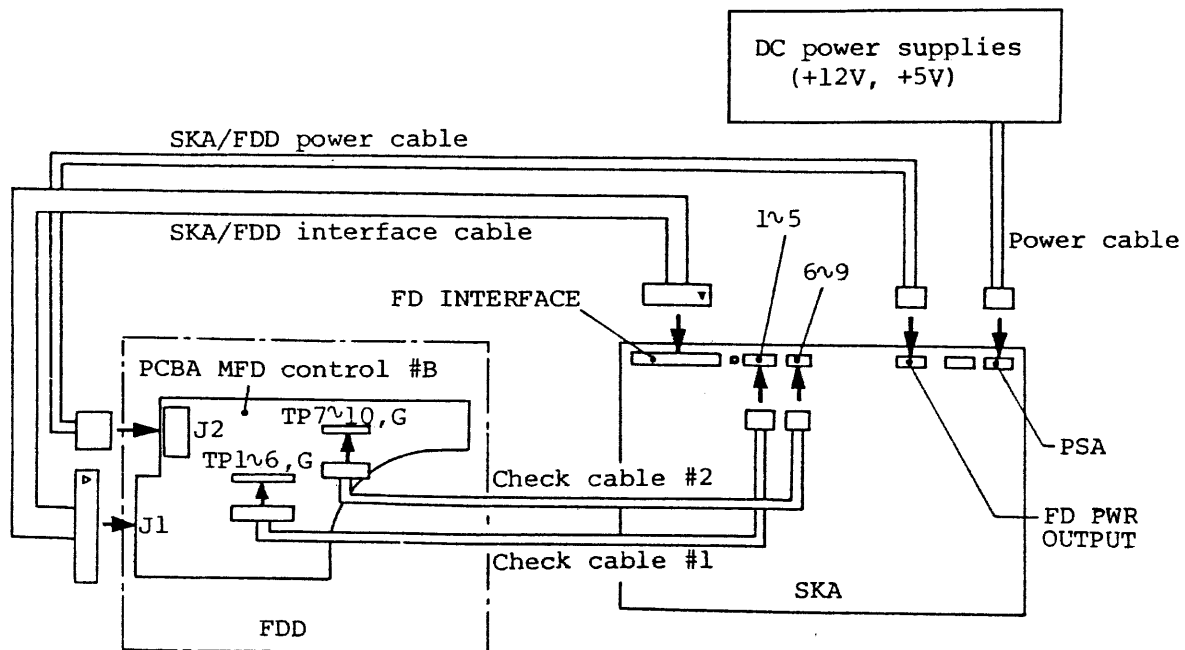 DC power supplies
(+12V, +5V)
SKA/FDD power cable
SKA/FDD interface cable
1~5
6~9
Power cable
FD INTERFACE
PCBA MFD control #B
TP7~10,G
J2
TP1~6,G
Check cable #2
PSA
J1
FD PWR
OUTPUT
Check cable #1
SKA
FDD